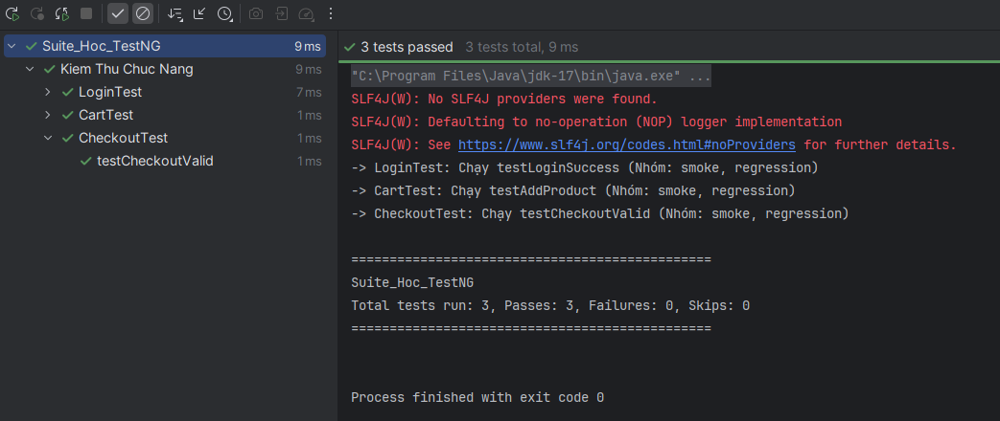 Suite_Hoc_TestNG 9 ms
Kiem Thu Chuc Nang 9 ms
LoginTest 7 ms
CartTest 1 ms
CheckoutTest 1 ms
testCheckoutValid 1 ms
3 tests passed 3 tests total, 9 ms
"C:\Program Files\Java\jdk-17\bin\java.exe" ...
SLF4J(W): No SLF4J providers were found.
SLF4J(W): Defaulting to no-operation (NOP) logger implementation
SLF4J(W): See https://www.slf4j.org/codes.html#noProviders for further details.
-> LoginTest: Chạy testLoginSuccess (Nhóm: smoke, regression)
-> CartTest: Chạy testAddProduct (Nhóm: smoke, regression)
-> CheckoutTest: Chạy testCheckoutValid (Nhóm: smoke, regression)
===============================================
Suite_Hoc_TestNG
Total tests run: 3, Passes: 3, Failures: 0, Skips: 0
===============================================
Process finished with exit code 0